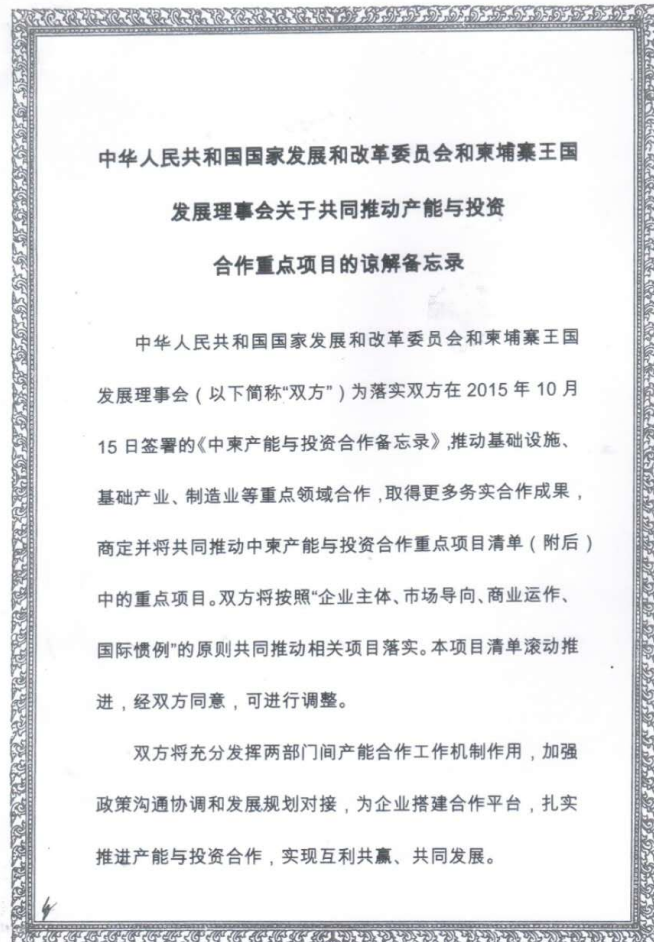 中华人民共和国国家发展和改革委员会和柬埔寨王国
发展理事会关于共同推动产能与投资
合作重点项目的谅解备忘录
中华人民共和国国家发展和改革委员会和柬埔寨王国
发展理事会（以下简称“双方”）为落实双方在 2015 年 10 月
15 日签署的《中柬产能与投资合作备忘录》,推动基础设施、
基础产业、制造业等重点领域合作，取得更多务实合作成果，
商定并将共同推动中柬产能与投资合作重点项目清单（附后）
中的重点项目。双方将按照“企业主体、市场导向、商业运作、
国际惯例”的原则共同推动相关项目落实。本项目清单滚动推
进，经双方同意，可进行调整。
双方将充分发挥两部门间产能合作工作机制作用，加强
政策沟通协调和发展规划对接，为企业搭建合作平台，扎实
推进产能与投资合作，实现互利共赢、共同发展。